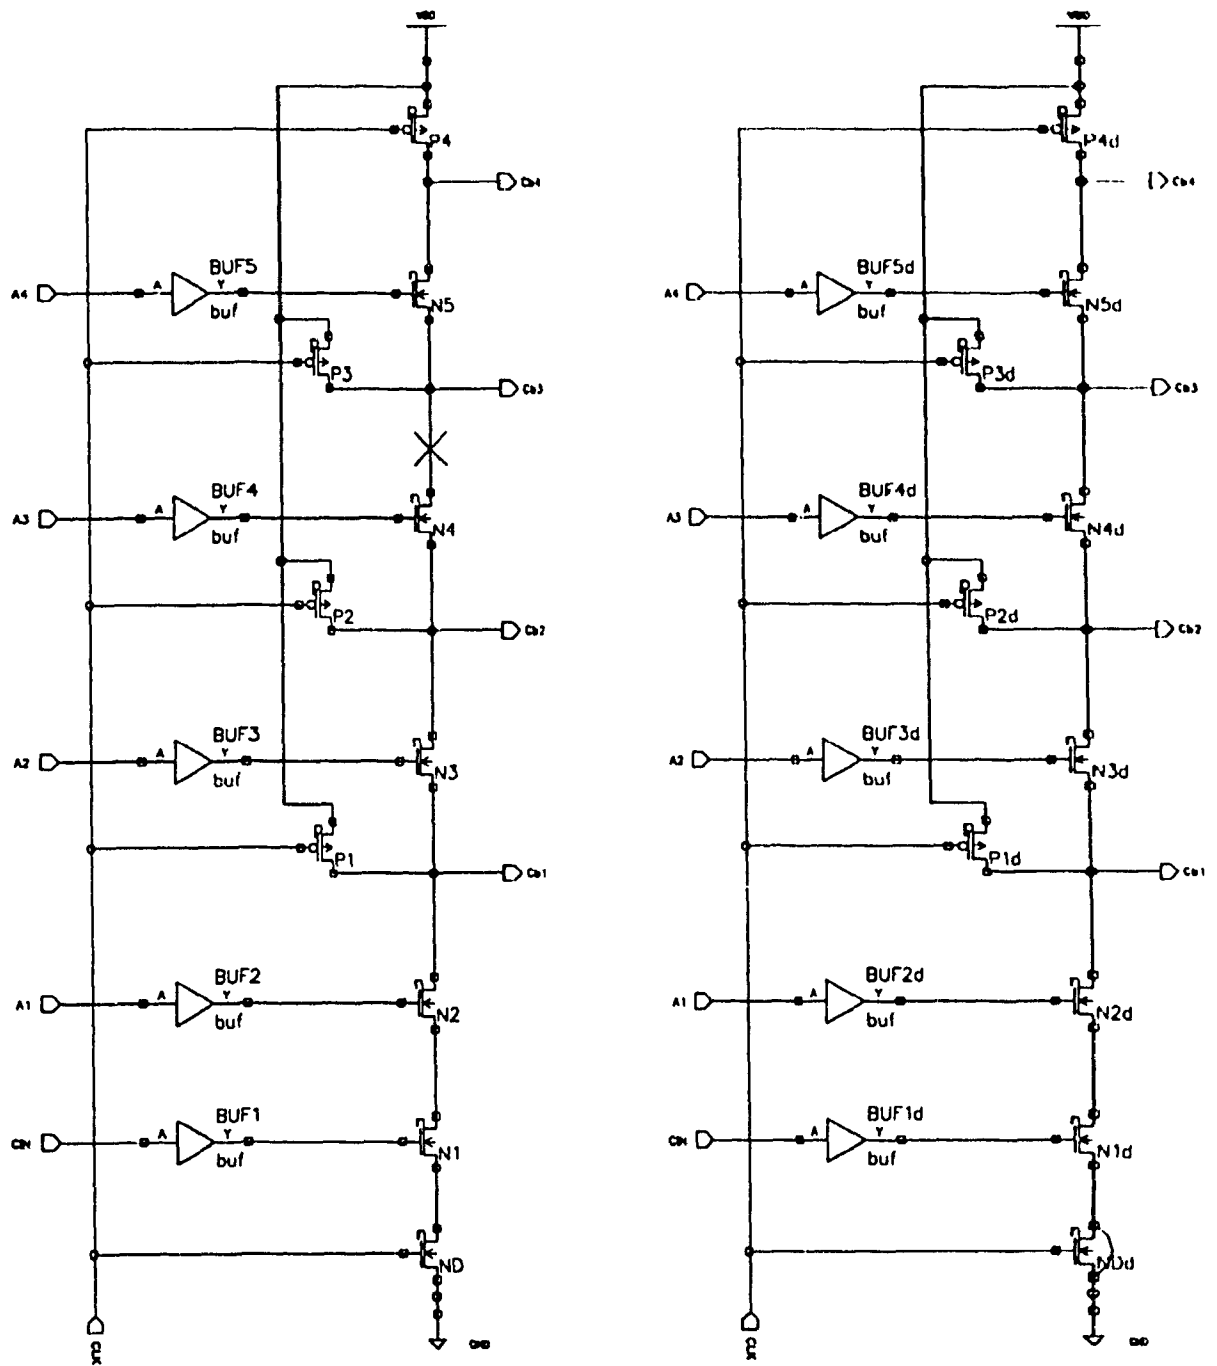 VDD
P4
Cb4
A4
A
BUF5
Y
buf
N5
P3
Cb3
A3
A
BUF4
Y
buf
N4
P2
Cb2
A2
A
BUF3
Y
buf
N3
P1
Cb1
A1
A
BUF2
Y
buf
N2
CIN
A
BUF1
Y
buf
N1
ND
CLK
GND
VDD
P4d
Cb4
A4
A
BUF5d
Y
buf
N5d
P3d
Cb3
A3
A
BUF4d
Y
buf
N4d
P2d
Cb2
A2
A
BUF3d
Y
buf
N3d
P1d
Cb1
A1
A
BUF2d
Y
buf
N2d
CIN
A
BUF1d
Y
buf
N1d
NDd
CLK
GND